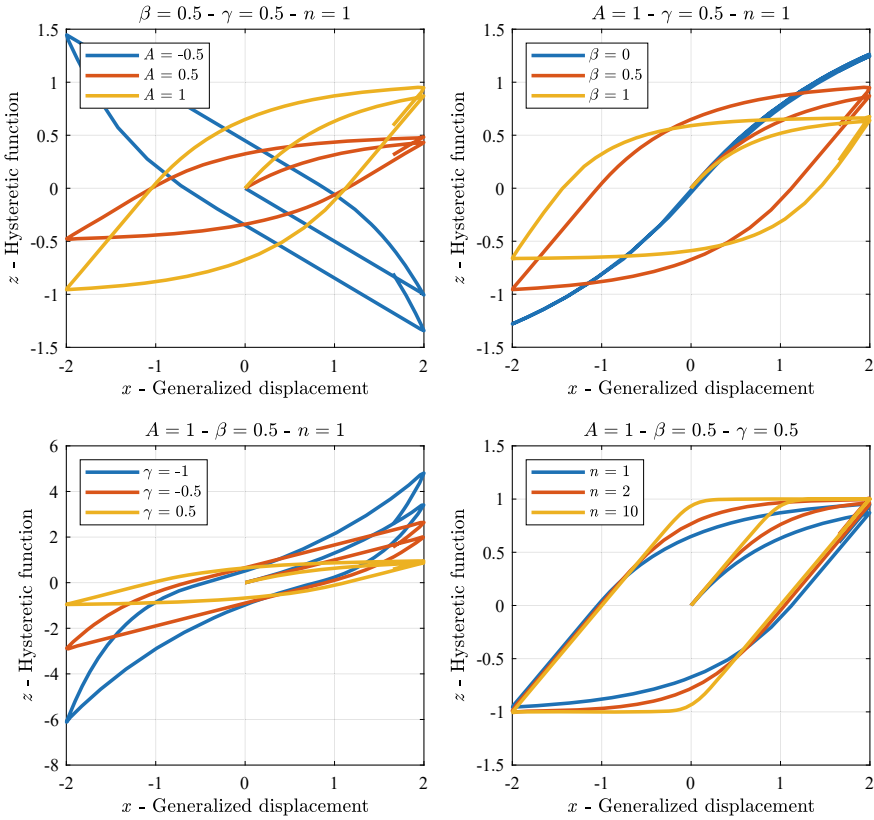 β = 0.5 - γ = 0.5 - n = 1
z - Hysteretic function
1.5
1
0.5
0
-0.5
-1
-1.5
A = -0.5
A = 0.5
A = 1
-2 -1 0 1 2
x - Generalized displacement
A = 1 - γ = 0.5 - n = 1
z - Hysteretic function
1.5
1
0.5
0
-0.5
-1
-1.5
β = 0
β = 0.5
β = 1
-2 -1 0 1 2
x - Generalized displacement
A = 1 - β = 0.5 - n = 1
z - Hysteretic function
6
4
2
0
-2
-4
-6
-8
γ = -1
γ = -0.5
γ = 0.5
-2 -1 0 1 2
x - Generalized displacement
A = 1 - β = 0.5 - γ = 0.5
z - Hysteretic function
1.5
1
0.5
0
-0.5
-1
-1.5
n = 1
n = 2
n = 10
-2 -1 0 1 2
x - Generalized displacement